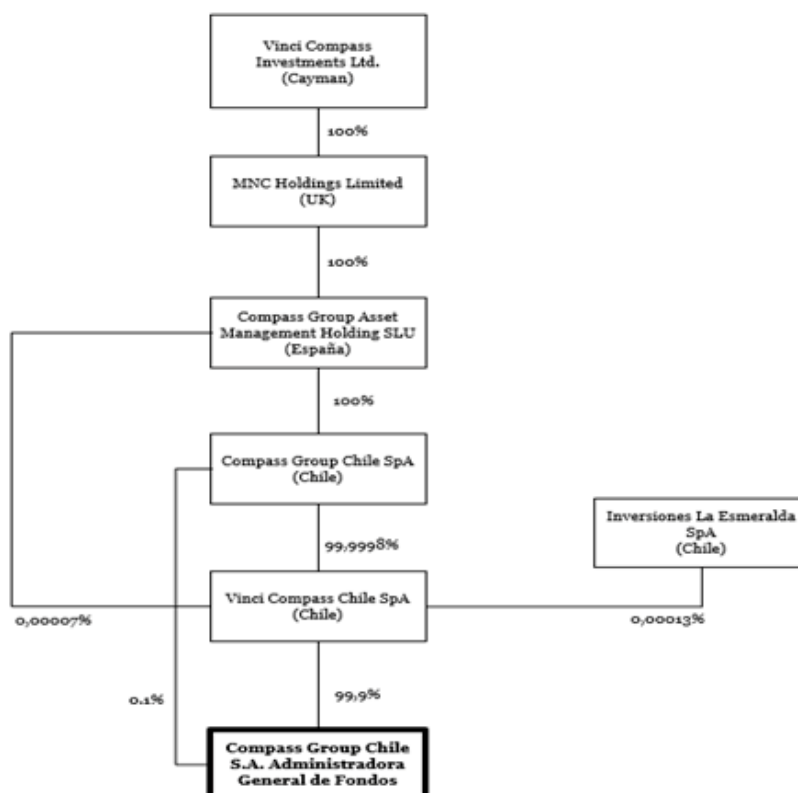 Vinci Compass
Investments Ltd.
(Cayman)
100%
MNC Holdings Limited
(UK)
100%
Compass Group Asset
Management Holding SLU
(España)
100%
Compass Group Chile SpA
(Chile)
Inversiones La Esmeralda
SpA
(Chile)
99,9998%
Vinci Compass Chile SpA
(Chile)
0,00007%
0,00013%
0.1%
99,9%
Compass Group Chile
S.A. Administradora
General de Fondos